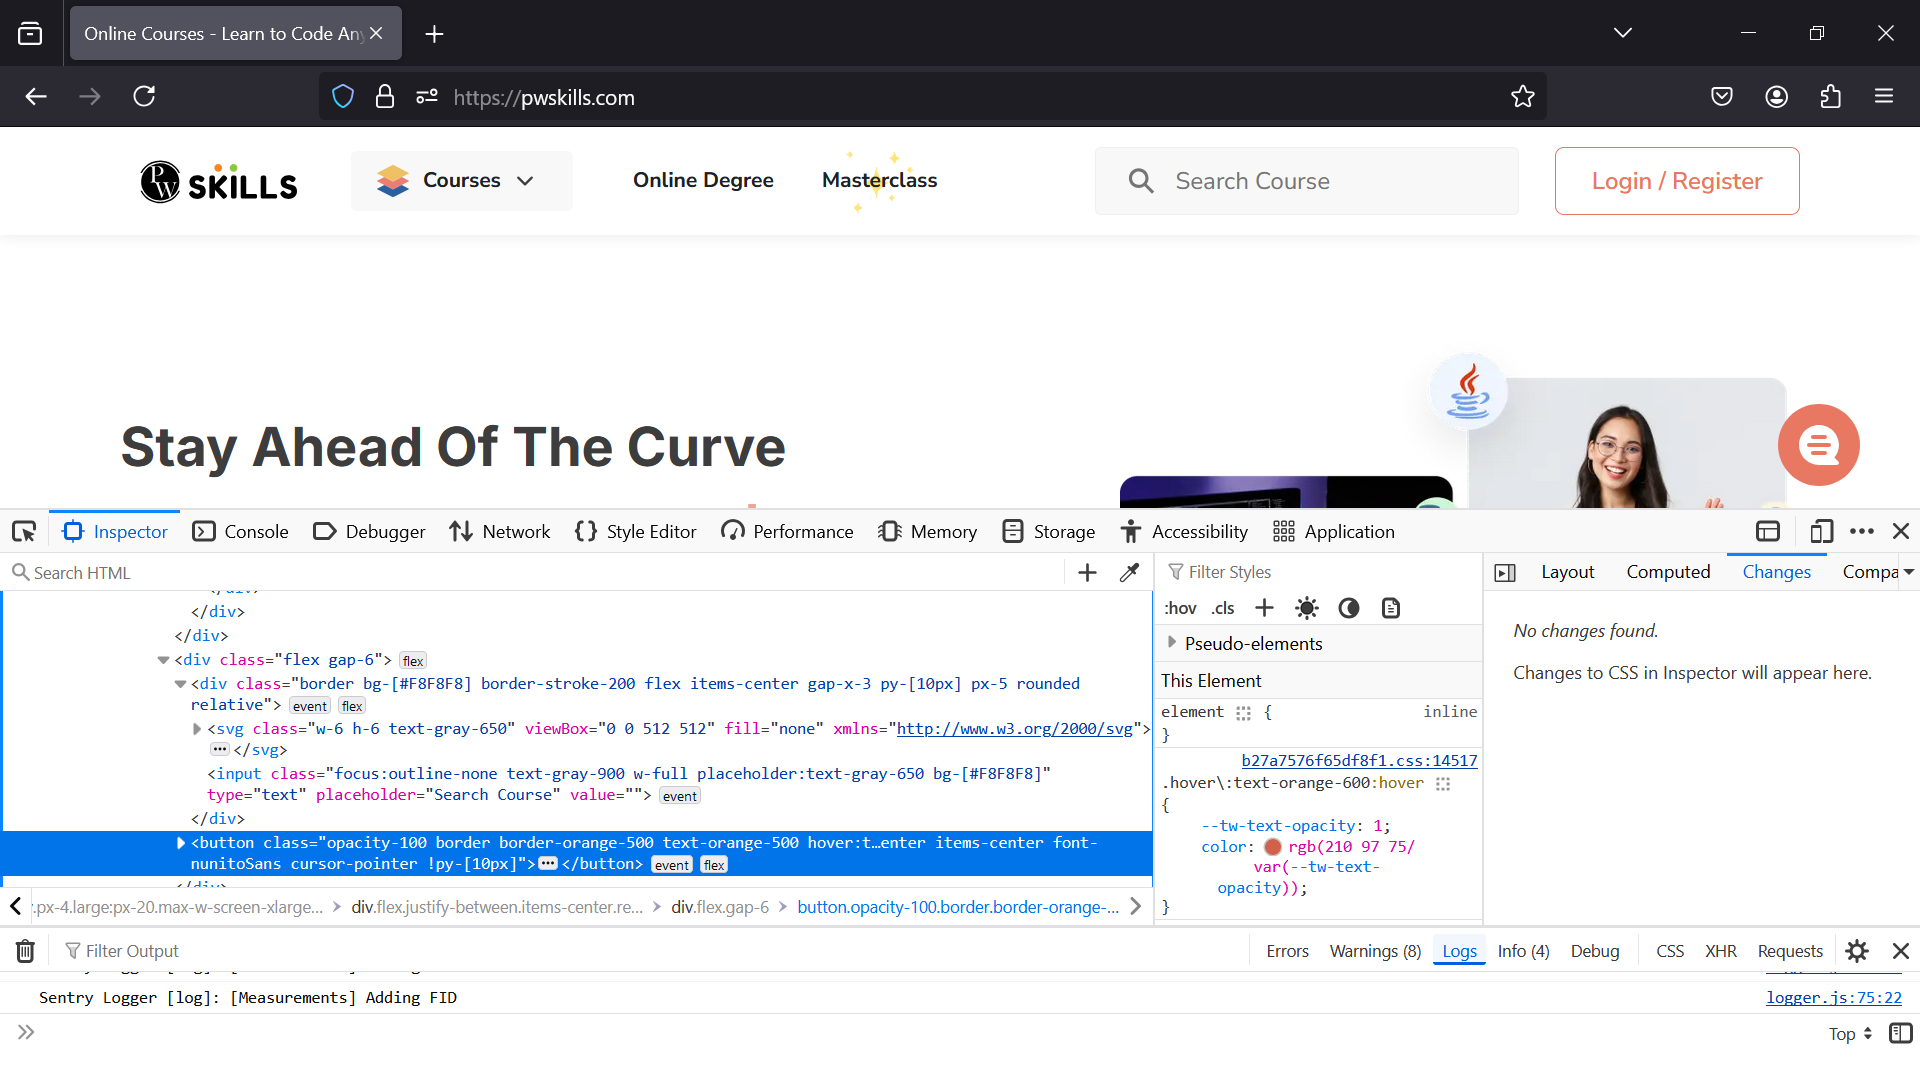 Online Courses - Learn to Code Any
https://pwskills.com
PW SKILLS
Courses
Online Degree
Masterclass
Search Course
Login / Register
Stay Ahead Of The Curve
Inspector
Console
Debugger
Network
Style Editor
Performance
Memory
Storage
Accessibility
Application
Search HTML
</div>
</div>
</div>
<div class="flex gap-6"> flex
<div class="border bg-[#F8F8F8] border-stroke-200 flex items-center gap-x-3 py-[10px] px-5 rounded
relative"> event flex
<svg class="w-6 h-6 text-gray-650" viewBox="0 0 512 512" fill="none" xmlns="http://www.w3.org/2000/svg">
</svg>
<input class="focus:outline-none text-gray-900 w-full placeholder:text-gray-650 bg-[#F8F8F8]"
type="text" placeholder="Search Course" value=""> event
</div>
<button class="opacity-100 border border-orange-500 text-orange-500 hover:t…enter items-center font-
nunitoSans cursor-pointer !py-[10px]"> </button> event flex
.px-4.large:px-20.max-w-screen-xlarge...
div.flex.justify-between.items-center.re...
div.flex.gap-6
button.opacity-100.border.border-orange-...
Filter Styles
:hov .cls
Pseudo-elements
This Element
element { inline
}
b27a7576f65df8f1.css:14517
.hover\:text-orange-600:hover
{
--tw-text-opacity: 1;
color: rgb(210 97 75/
var(--tw-text-
opacity));
}
Layout
Computed
Changes
Compa
No changes found.
Changes to CSS in Inspector will appear here.
Filter Output
Errors
Warnings (8)
Logs
Info (4)
Debug
CSS
XHR
Requests
Sentry Logger [log]: [Measurements] Adding FID
logger.js:75:22
Top